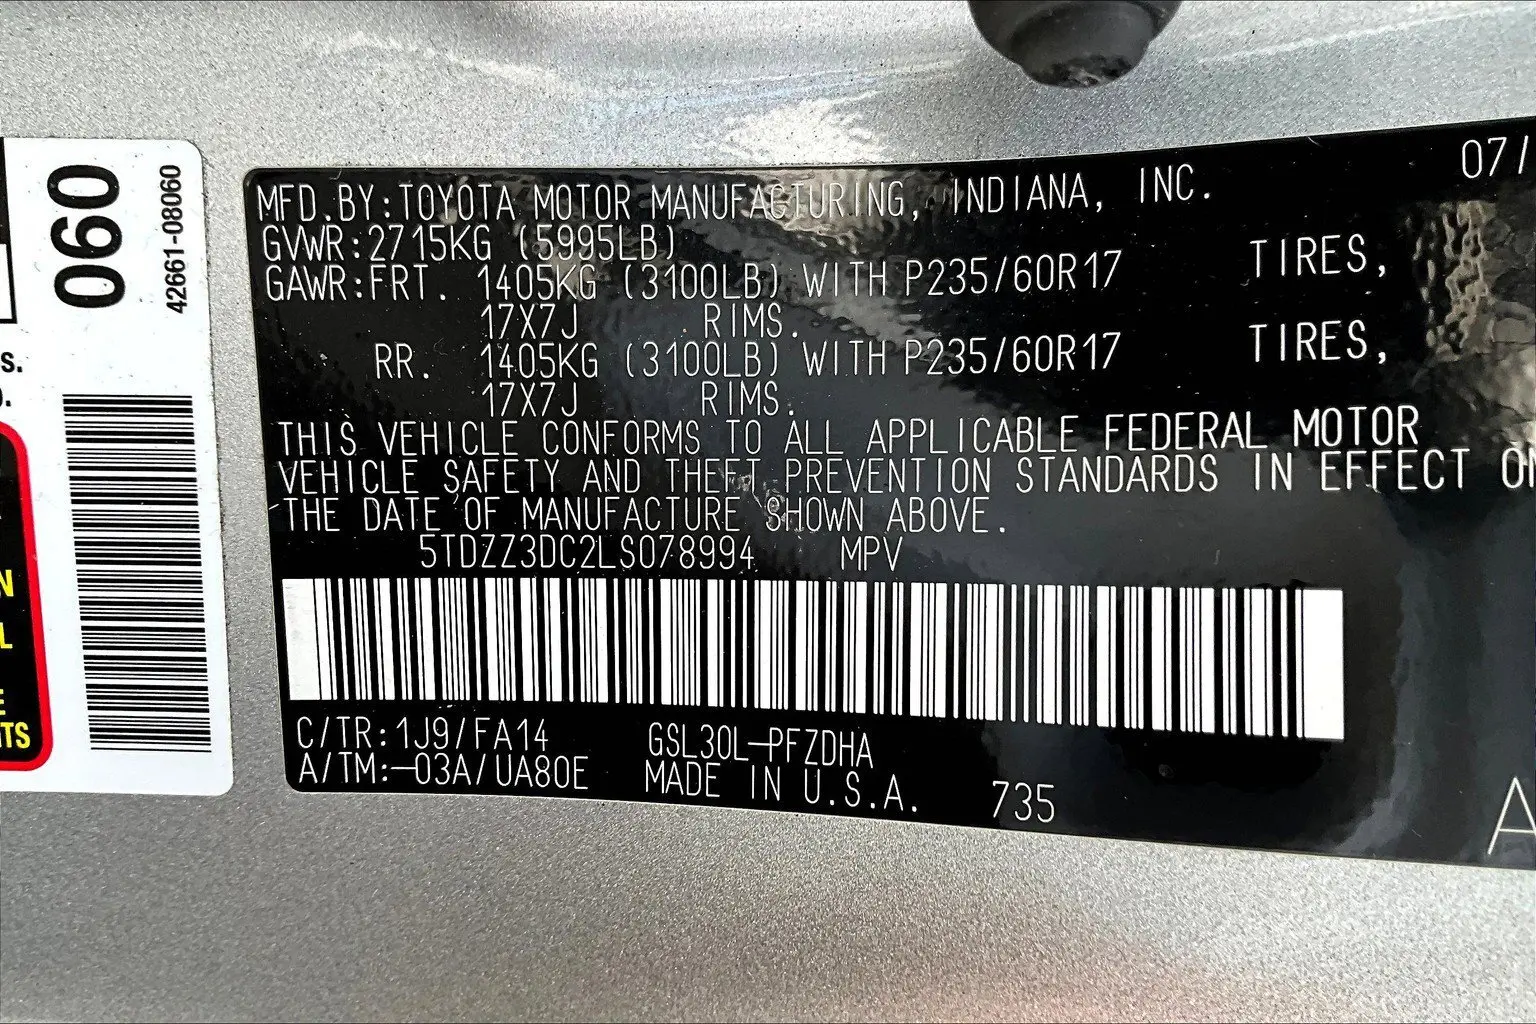 060
42661-08060
S.
N
L
E
ITS
07/
MFD.BY:TOYOTA MOTOR MANUFACTURING, INDIANA, INC.
GVWR:2715KG (5995LB)
GAWR:FRT. 1405KG (3100LB) WITH P235/60R17 TIRES,
17X7J RIMS.
RR. 1405KG (3100LB) WITH P235/60R17 TIRES,
17X7J RIMS.
THIS VEHICLE CONFORMS TO ALL APPLICABLE FEDERAL MOTOR
VEHICLE SAFETY AND THEFT PREVENTION STANDARDS IN EFFECT ON
THE DATE OF MANUFACTURE SHOWN ABOVE.
5TDZZ3DC2LS078994 MPV
C/TR:1J9/FA14 GSL30L-PFZDHA
A/TM:-03A/UA80E MADE IN U.S.A. 735
A